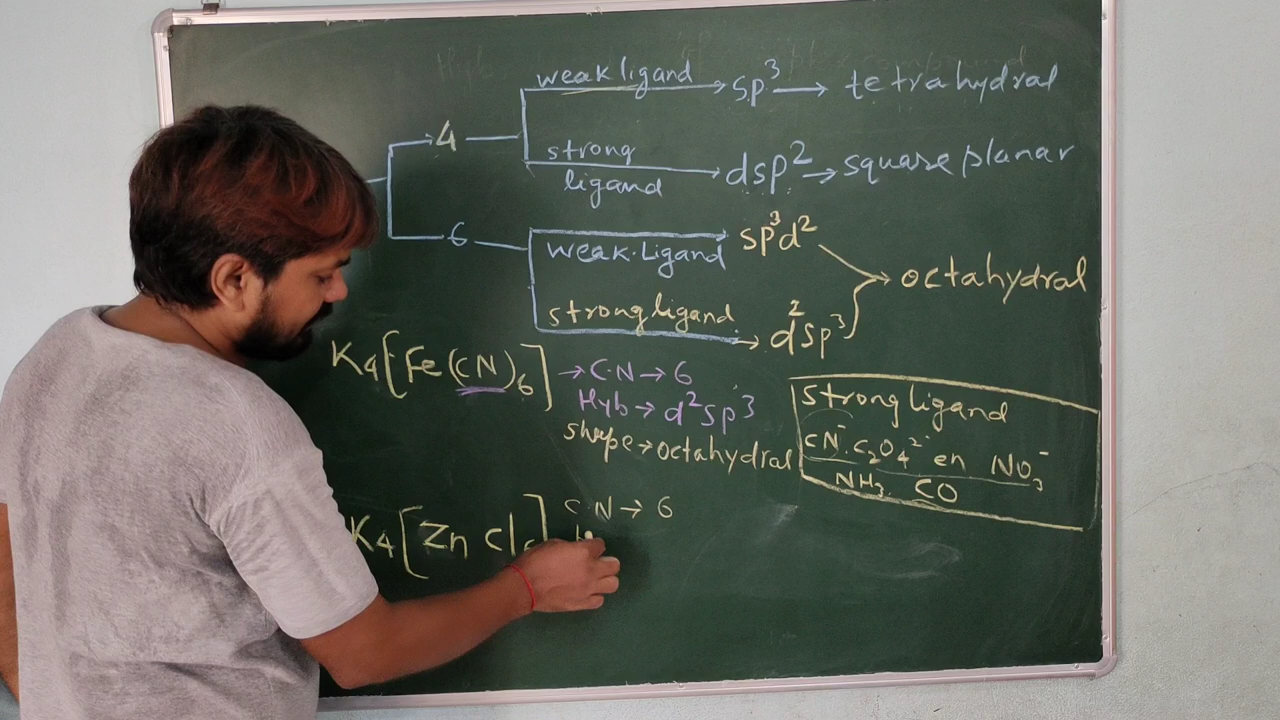 weak ligand → sp³ → tetrahydral
4
strong ligand → dsp² → square planar
6
weak. Ligand sp³d²
→ octahydral
strong ligand → d²sp³
K₄[Fe(CN)₆] → C.N → 6
Hyb → d²sp³
shape → octahydral
strong ligand
CN⁻. C₂O₄²⁻ en NO₃⁻
NH₃. CO
K₄[Zn Cl₆] C.N → 6